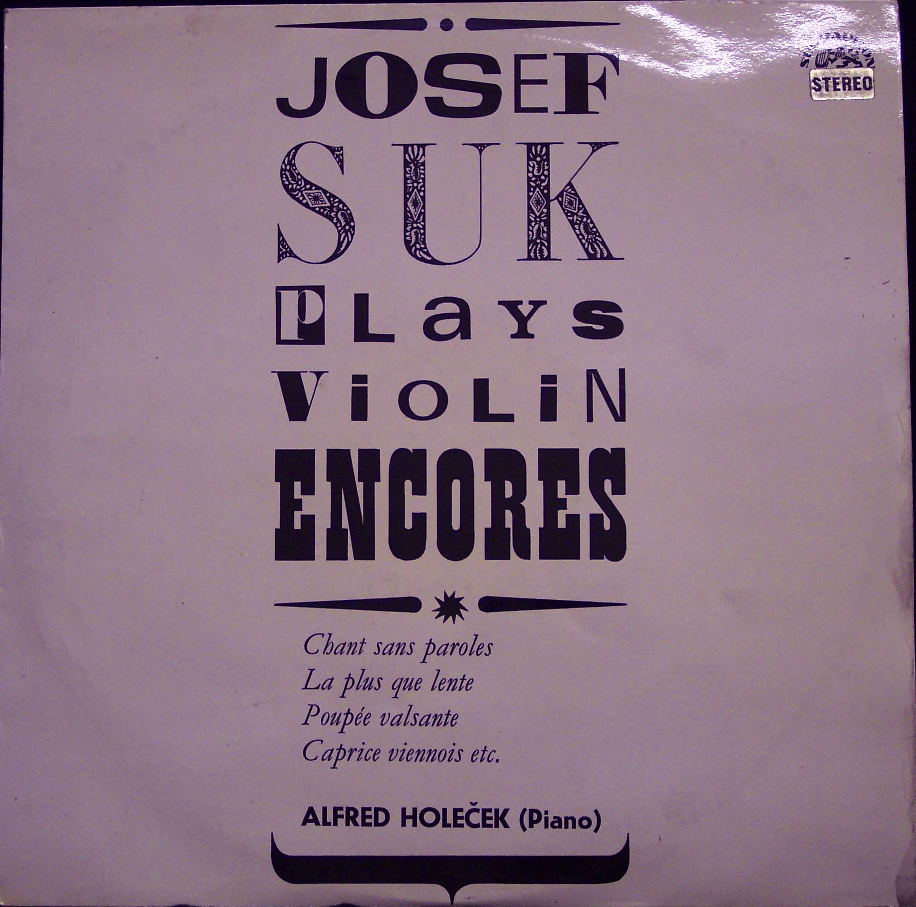 JOSEF
SUPRAPHON
STEREO
SUK
PLaYs
ViOLiN
ENCORES
Chant sans paroles
La plus que lente
Poupée valsante
Caprice viennois etc.
ALFRED HOLEČEK (Piano)